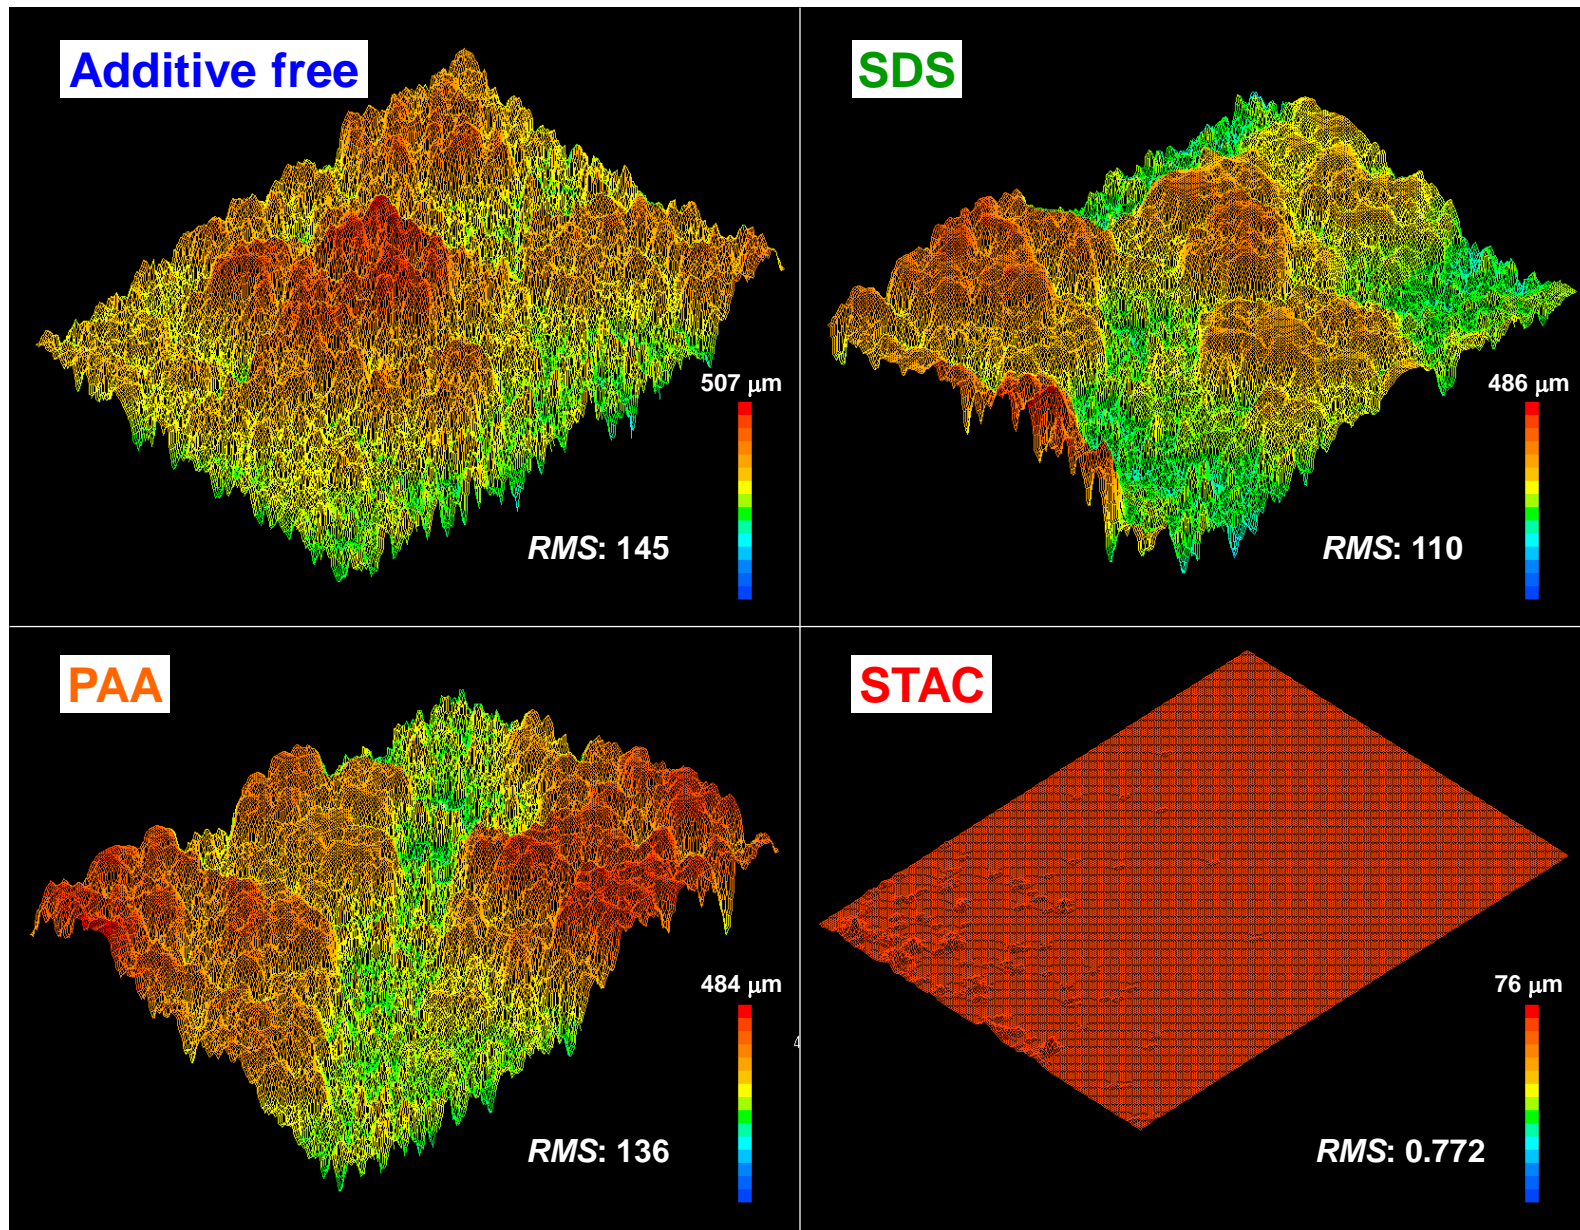 Additive free
507 μm
RMS: 145
SDS
486 μm
RMS: 110
PAA
484 μm
RMS: 136
4
STAC
76 μm
RMS: 0.772